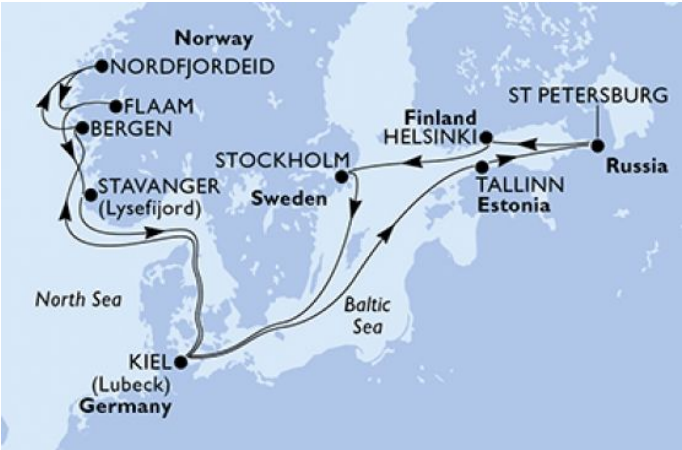 Norway
NORDFJORDEID
FLAAM
BERGEN
STAVANGER
(Lysefijord)
ST PETERSBURG
Finland
HELSINKI
Russia
STOCKHOLM
Sweden
TALLINN
Estonia
North Sea
Baltic
Sea
KIEL
(Lubeck)
Germany